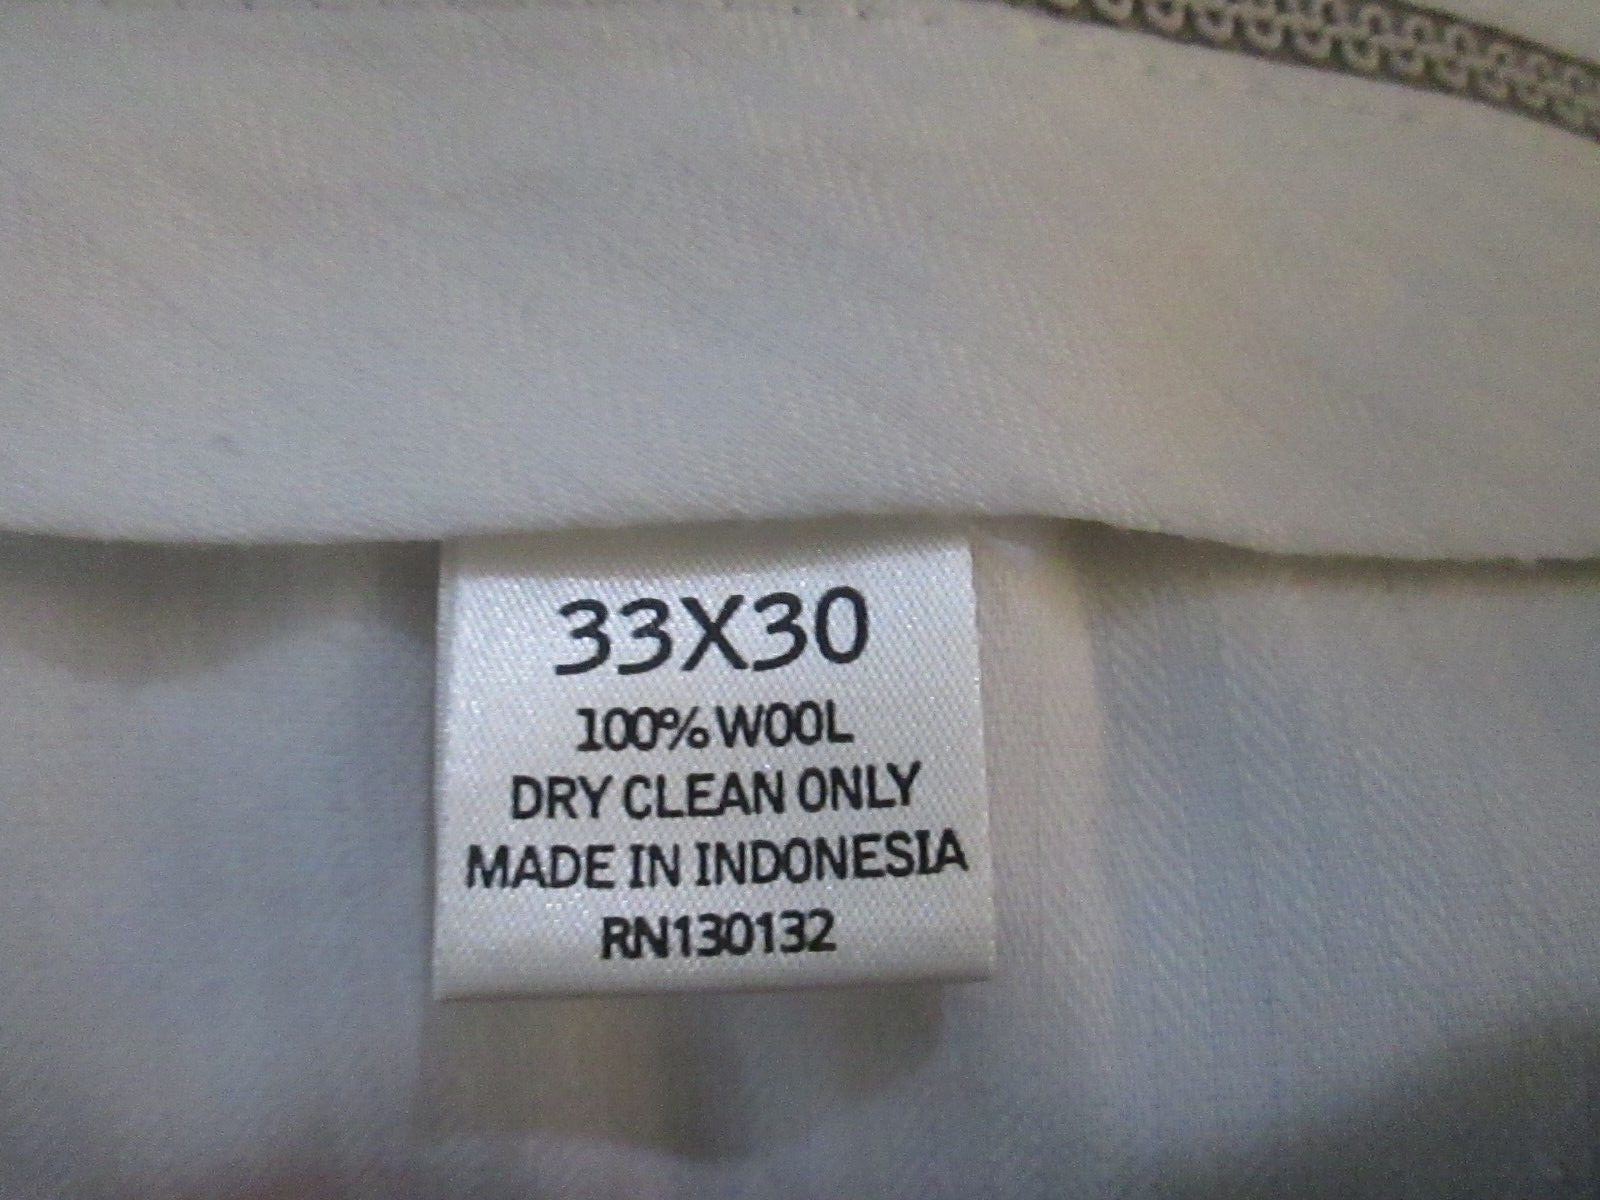 33X30
100% WOOL
DRY CLEAN ONLY
MADE IN INDONESIA
RN130132